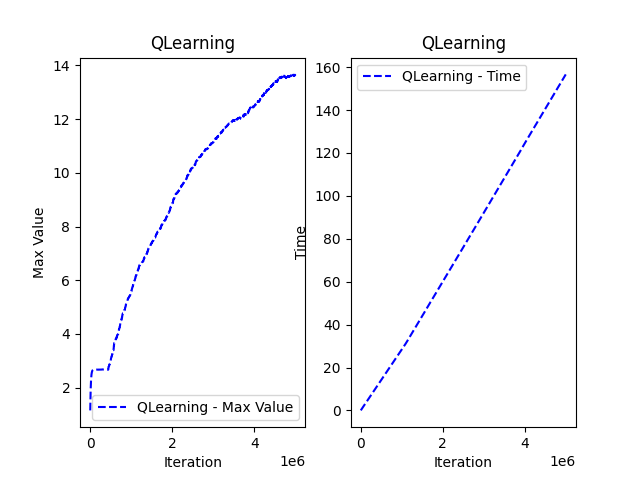 QLearning
Max Value
14
12
10
8
6
4
2
QLearning - Max Value
0
2
4
1e6
Iteration
QLearning
Time
160
140
120
100
80
60
40
20
0
QLearning - Time
0
2
4
1e6
Iteration